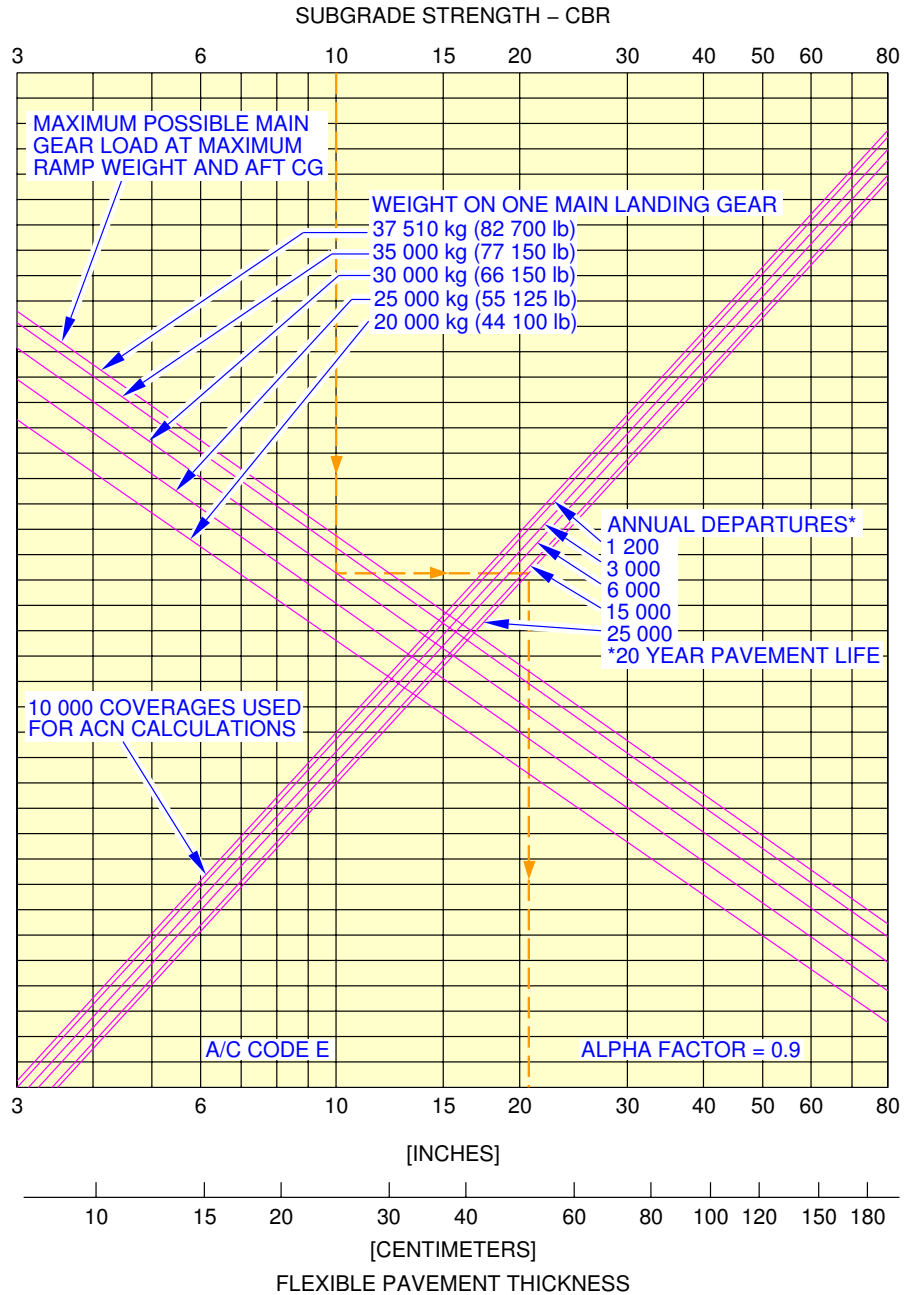 SUBGRADE STRENGTH – CBR
3 6 10 15 20 30 40 50 60 80
MAXIMUM POSSIBLE MAIN
GEAR LOAD AT MAXIMUM
RAMP WEIGHT AND AFT CG
WEIGHT ON ONE MAIN LANDING GEAR
37 510 kg (82 700 lb)
35 000 kg (77 150 lb)
30 000 kg (66 150 lb)
25 000 kg (55 125 lb)
20 000 kg (44 100 lb)
ANNUAL DEPARTURES*
1 200
3 000
6 000
15 000
25 000
*20 YEAR PAVEMENT LIFE
10 000 COVERAGES USED
FOR ACN CALCULATIONS
A/C CODE E
ALPHA FACTOR = 0.9
3 6 10 15 20 30 40 50 60 80
[INCHES]
10 15 20 30 40 60 80 100 120 150 180
[CENTIMETERS]
FLEXIBLE PAVEMENT THICKNESS